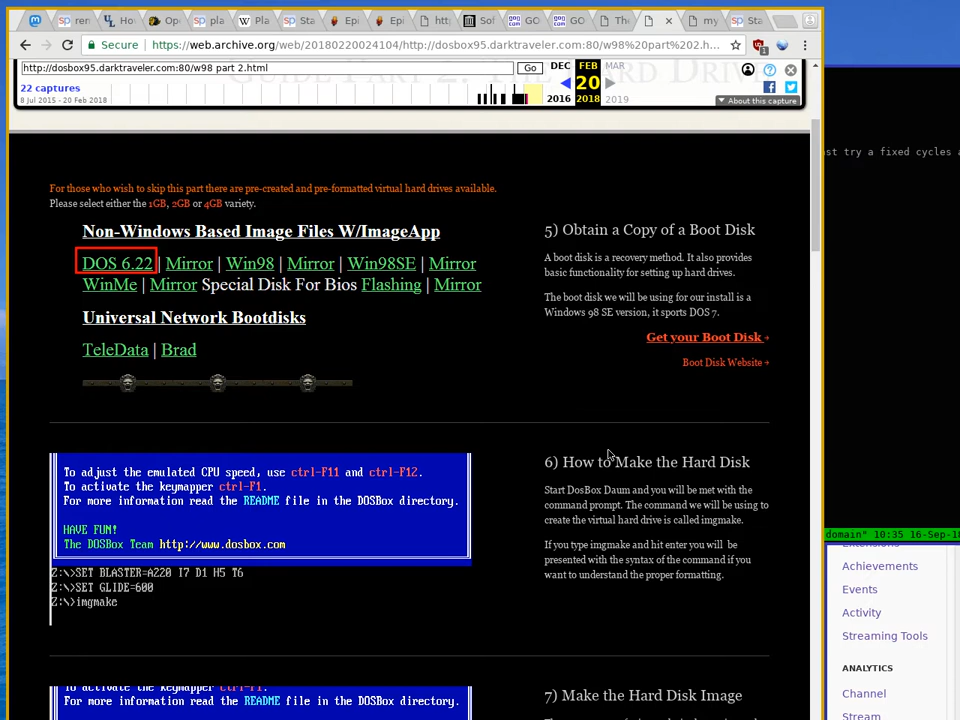 Secure
https://web.archive.org/web/20180220024104/http://dosbox95.darktraveler.com:80/w98%20part%202.h...
http://dosbox95.darktraveler.com:80/w98 part 2.html
Go
DEC FEB MAR
22 captures
20
8 Jul 2015 - 20 Feb 2018
2016 2018 2019
About this capture
For those who wish to skip this part there are pre-created and pre-formatted virtual hard drives available.
Please select either the 1GB, 2GB or 4GB variety.
Non-Windows Based Image Files W/ImageApp
DOS 6.22 | Mirror | Win98 | Mirror | Win98SE | Mirror
WinMe | Mirror Special Disk For Bios Flashing | Mirror
Universal Network Bootdisks
TeleData | Brad
5) Obtain a Copy of a Boot Disk
A boot disk is a recovery method. It also provides
basic functionality for setting up hard drives.
The boot disk we will be using for our install is a
Windows 98 SE version, it sports DOS 7.
Get your Boot Disk
Boot Disk Website
To adjust the emulated CPU speed, use ctrl-F11 and ctrl-F12.
To activate the keymapper ctrl-F1.
For more information read the README file in the DOSBox directory.
HAVE FUN!
The DOSBox Team http://www.dosbox.com
Z:\>SET BLASTER=A220 I7 D1 H5 T6
Z:\>SET GLIDE=600
Z:\>imgmake
6) How to Make the Hard Disk
Start DosBox Daum and you will be met with the
command prompt. The command we will be using to
create the virtual hard drive is called imgmake.
If you type imgmake and hit enter you will be
presented with the syntax of the command if you
want to understand the proper formatting.
To activate the keymapper ctrl-F1.
For more information read the README file in the DOSBox directory.
7) Make the Hard Disk Image
st try a fixed cycles
domain" 10:35 16-Sep-1
Extensions
Achievements
Events
Activity
Streaming Tools
ANALYTICS
Channel
Stream